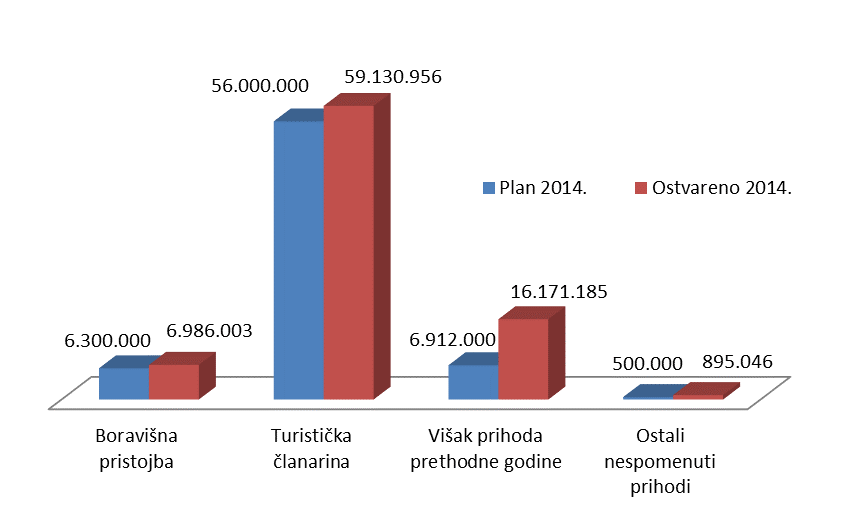 56.000.000
59.130.956
Plan 2014.
Ostvareno 2014.
16.171.185
6.300.000
6.986.003
6.912.000
500.000
895.046
Boravišna
pristojba
Turistička
članarina
Višak prihoda
prethodne godine
Ostali
nespomenuti
prihodi